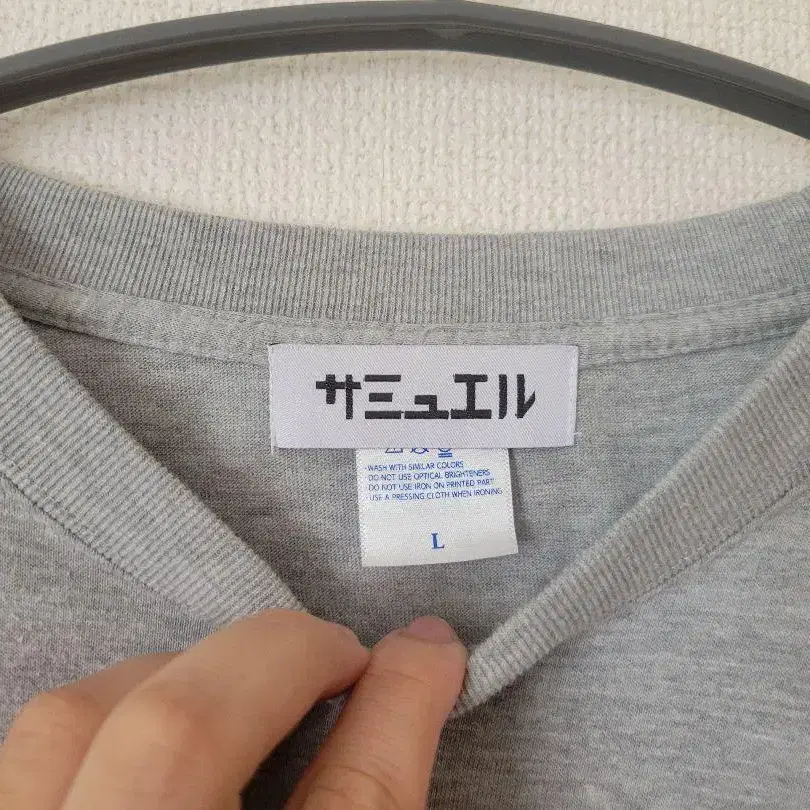 サミュエル
WASH WITH SIMILAR COLORS
DO NOT USE OPTICAL BRIGHTENERS
DO NOT USE IRON ON PRINTED PART
USE A PRESSING CLOTH WHEN IRONING
L